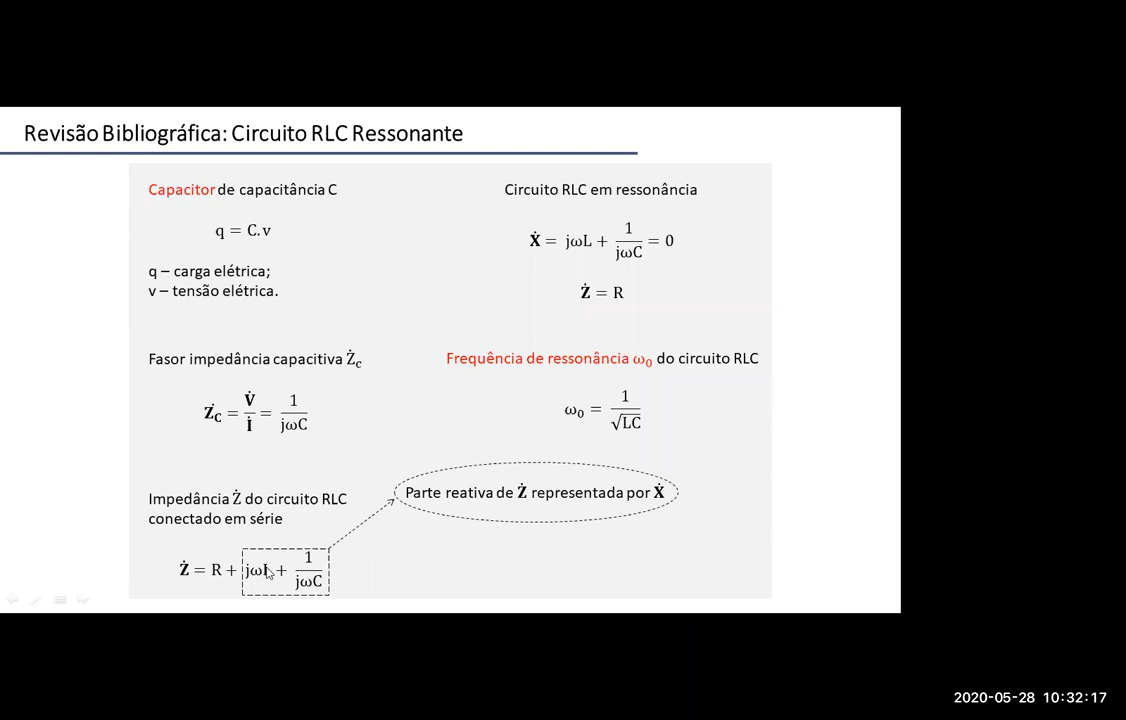 Revisão Bibliográfica: Circuito RLC Ressonante
Capacitor de capacitância C
q = C.v
q – carga elétrica;
v – tensão elétrica.
Fasor impedância capacitiva Ż_c
Ż_C = V̇/İ = 1/jωC
Impedância Ż do circuito RLC
conectado em série
Ż = R + jωL + 1/jωC
Circuito RLC em ressonância
Ẋ = jωL + 1/jωC = 0
Ż = R
Frequência de ressonância ω₀ do circuito RLC
ω₀ = 1/√LC
Parte reativa de Ż representada por Ẋ
2020-05-28 10:32:17